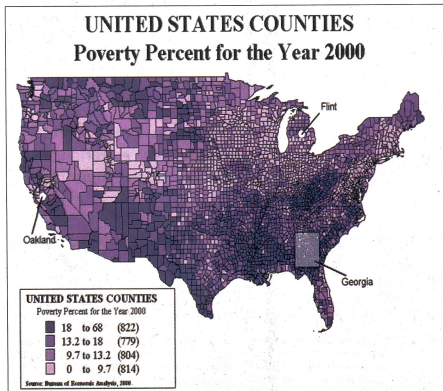 UNITED STATES COUNTIES
Poverty Percent for the Year 2000
Flint
Oakland
Georgia
UNITED STATES COUNTIES
Poverty Percent for the Year 2000
18 to 68 (822)
13.2 to 18 (779)
9.7 to 13.2 (804)
0 to 9.7 (814)
Source: Bureau of Economic Analysis, 2000.